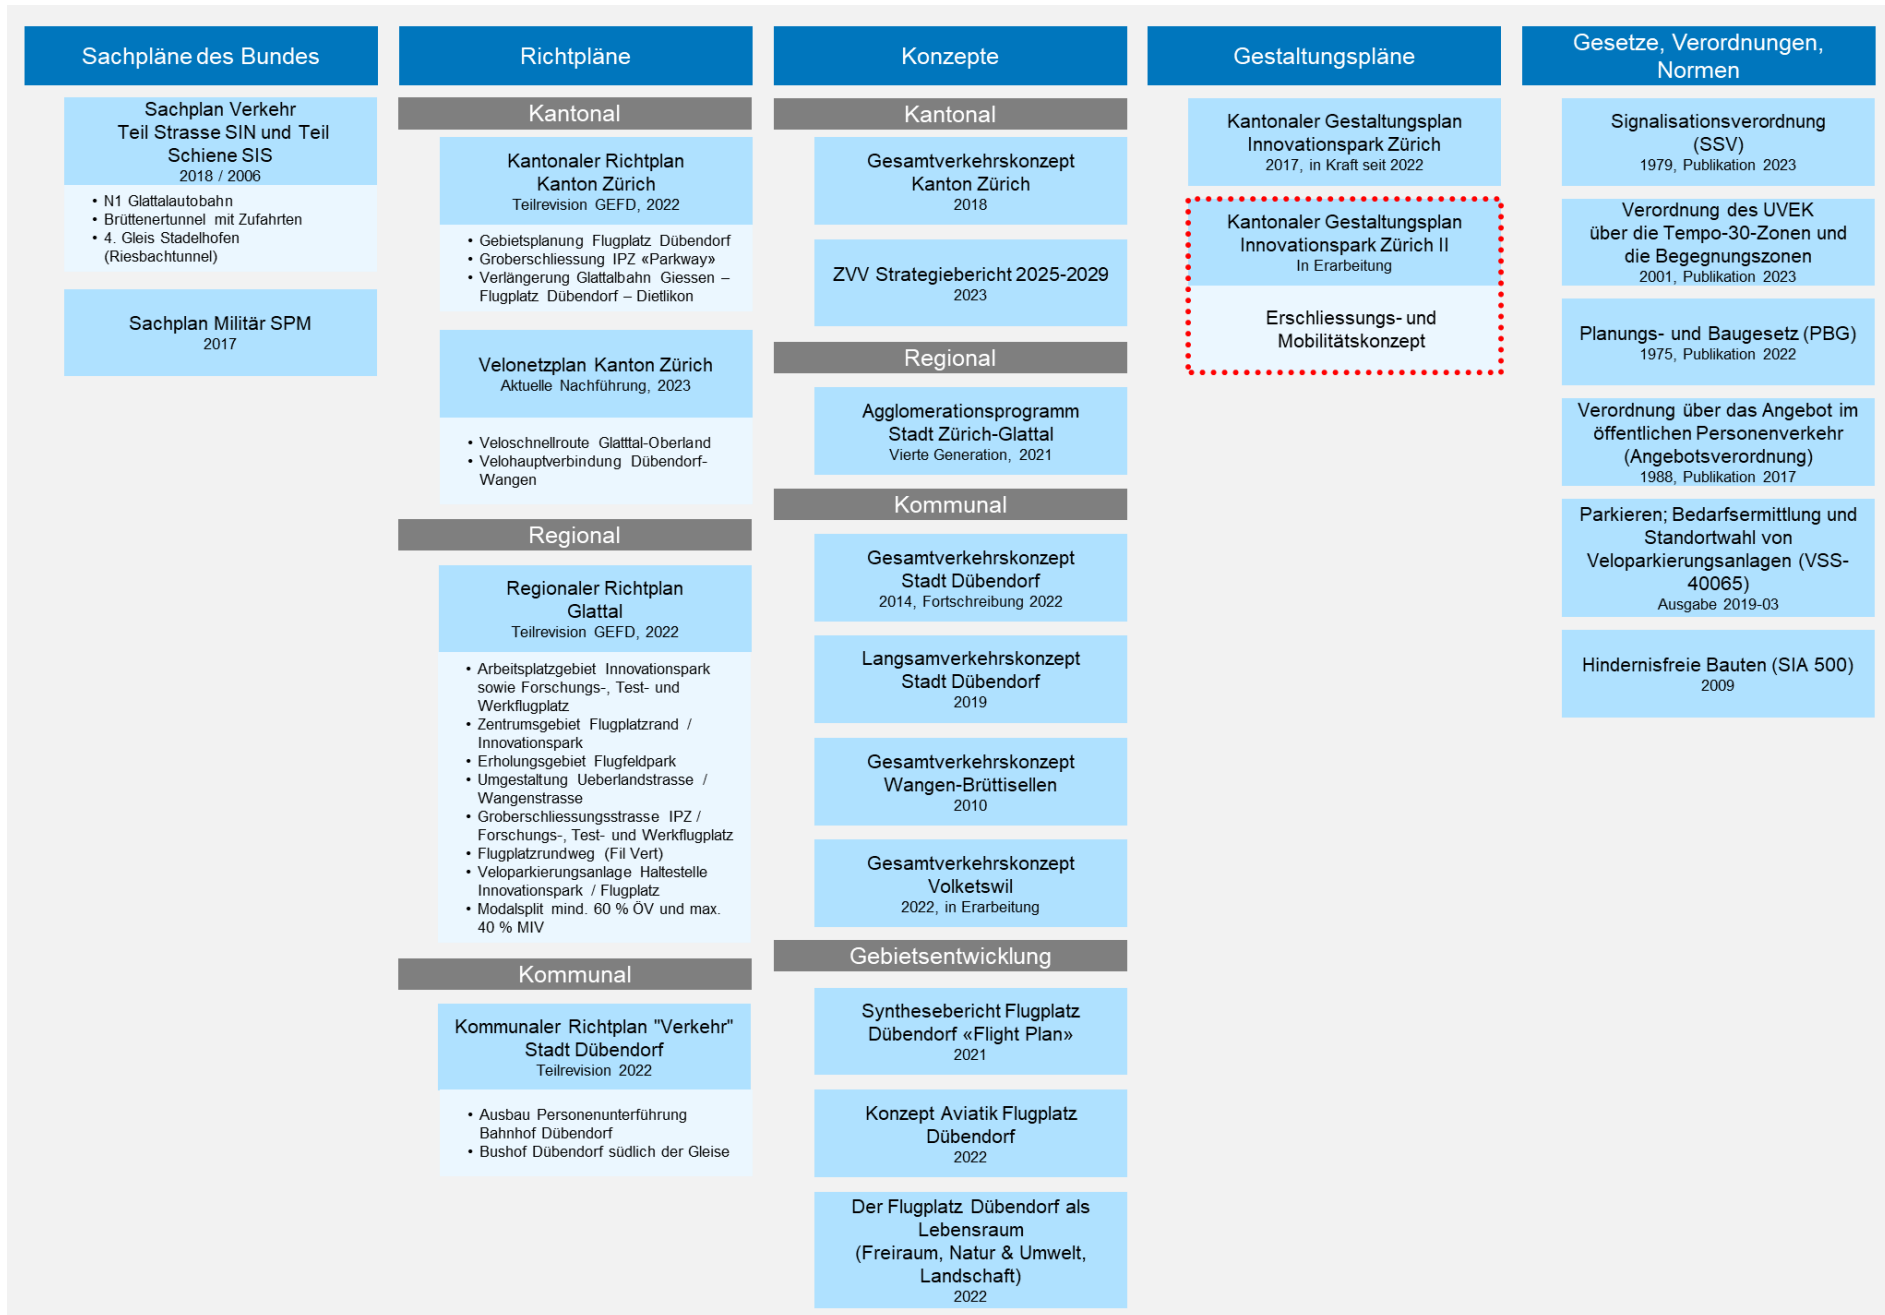 Sachpläne des Bundes
Sachplan Verkehr
Teil Strasse SIN und Teil
Schiene SIS
2018 / 2006
• N1 Glattalautobahn
• Brüttenertunnel mit Zufahrten
• 4. Gleis Stadelhofen
(Riesbachtunnel)
Sachplan Militär SPM
2017
Richtpläne
Kantonal
Kantonaler Richtplan
Kanton Zürich
Teilrevision GEFD, 2022
• Gebietsplanung Flugplatz Dübendorf
• Groberschliessung IPZ «Parkway»
• Verlängerung Glattalbahn Giessen –
Flugplatz Dübendorf – Dietlikon
Velonetzplan Kanton Zürich
Aktuelle Nachführung, 2023
• Veloschnellroute Glatttal-Oberland
• Velohauptverbindung Dübendorf-
Wangen
Regional
Regionaler Richtplan
Glattal
Teilrevision GEFD, 2022
• Arbeitsplatzgebiet Innovationspark
sowie Forschungs-, Test- und
Werkflugplatz
• Zentrumsgebiet Flugplatzrand /
Innovationspark
• Erholungsgebiet Flugfeldpark
• Umgestaltung Ueberlandstrasse /
Wangenstrasse
• Groberschliessungsstrasse IPZ /
Forschungs-, Test- und Werkflugplatz
• Flugplatzrundweg (Fil Vert)
• Veloparkierungsanlage Haltestelle
Innovationspark / Flugplatz
• Modalsplit mind. 60 % ÖV und max.
40 % MIV
Kommunal
Kommunaler Richtplan "Verkehr"
Stadt Dübendorf
Teilrevision 2022
• Ausbau Personenunterführung
Bahnhof Dübendorf
• Bushof Dübendorf südlich der Gleise
Konzepte
Kantonal
Gesamtverkehrskonzept
Kanton Zürich
2018
ZVV Strategiebericht 2025-2029
2023
Regional
Agglomerationsprogramm
Stadt Zürich-Glattal
Vierte Generation, 2021
Kommunal
Gesamtverkehrskonzept
Stadt Dübendorf
2014, Fortschreibung 2022
Langsamverkehrskonzept
Stadt Dübendorf
2019
Gesamtverkehrskonzept
Wangen-Brüttisellen
2010
Gesamtverkehrskonzept
Volketswil
2022, in Erarbeitung
Gebietsentwicklung
Synthesebericht Flugplatz
Dübendorf «Flight Plan»
2021
Konzept Aviatik Flugplatz
Dübendorf
2022
Der Flugplatz Dübendorf als
Lebensraum
(Freiraum, Natur & Umwelt,
Landschaft)
2022
Gestaltungspläne
Kantonaler Gestaltungsplan
Innovationspark Zürich
2017, in Kraft seit 2022
Kantonaler Gestaltungsplan
Innovationspark Zürich II
In Erarbeitung
Erschliessungs- und
Mobilitätskonzept
Gesetze, Verordnungen,
Normen
Signalisationsverordnung
(SSV)
1979, Publikation 2023
Verordnung des UVEK
über die Tempo-30-Zonen und
die Begegnungszonen
2001, Publikation 2023
Planungs- und Baugesetz (PBG)
1975, Publikation 2022
Verordnung über das Angebot im
öffentlichen Personenverkehr
(Angebotsverordnung)
1988, Publikation 2017
Parkieren; Bedarfsermittlung und
Standortwahl von
Veloparkierungsanlagen (VSS-
40065)
Ausgabe 2019-03
Hindernisfreie Bauten (SIA 500)
2009